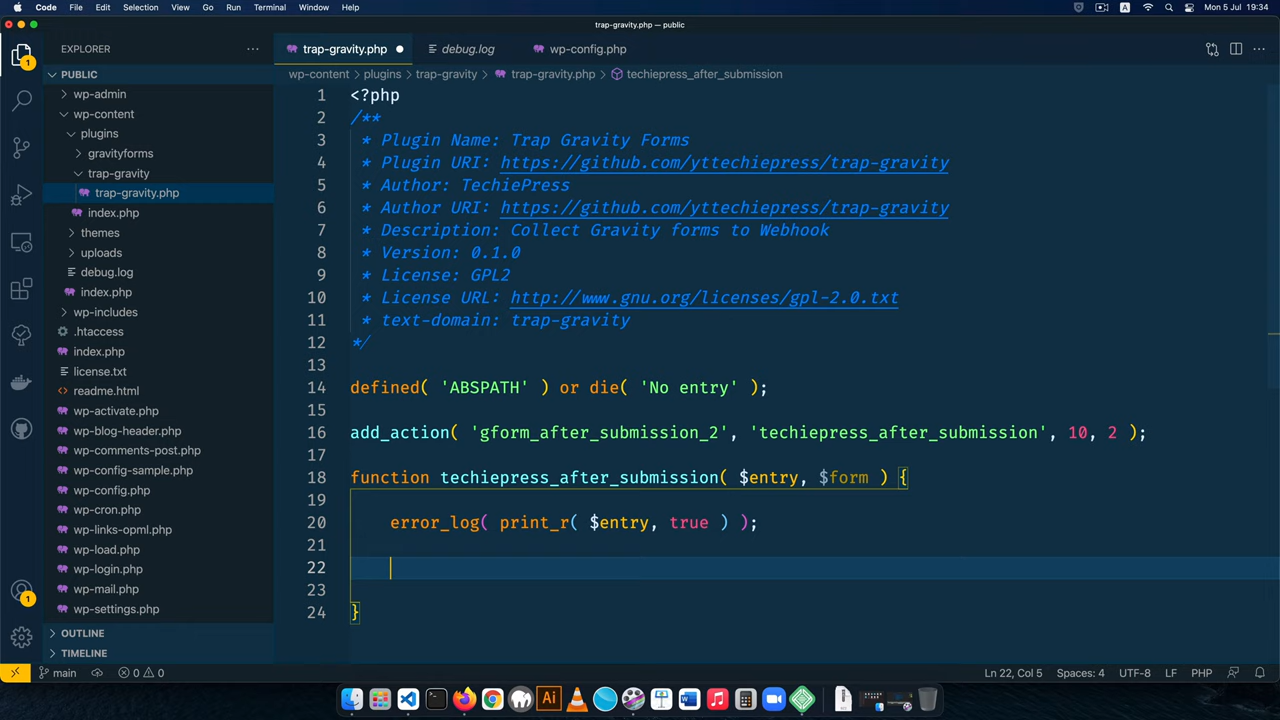 Code File Edit Selection View Go Run Terminal Window Help A Mon 5 Jul 19:34
trap-gravity.php — public
EXPLORER
trap-gravity.php debug.log wp-config.php
PUBLIC
wp-content plugins trap-gravity trap-gravity.php techiepress_after_submission
wp-admin
wp-content
plugins
gravityforms
trap-gravity
trap-gravity.php
index.php
themes
uploads
debug.log
index.php
wp-includes
.htaccess
index.php
license.txt
readme.html
wp-activate.php
wp-blog-header.php
wp-comments-post.php
wp-config-sample.php
wp-config.php
wp-cron.php
wp-links-opml.php
wp-load.php
wp-login.php
wp-mail.php
wp-settings.php
OUTLINE
TIMELINE
1
1
1 <?php
2 /**
3 * Plugin Name: Trap Gravity Forms
4 * Plugin URI: https://github.com/yttechiepress/trap-gravity
5 * Author: TechiePress
6 * Author URI: https://github.com/yttechiepress/trap-gravity
7 * Description: Collect Gravity forms to Webhook
8 * Version: 0.1.0
9 * License: GPL2
10 * License URL: http://www.gnu.org/licenses/gpl-2.0.txt
11 * text-domain: trap-gravity
12 */
13
14 defined( 'ABSPATH' ) or die( 'No entry' );
15
16 add_action( 'gform_after_submission_2', 'techiepress_after_submission', 10, 2 );
17
18 function techiepress_after_submission( $entry, $form ) {
19
20 error_log( print_r( $entry, true ) );
21
22
23
24 }
main 0 0 Ln 22, Col 5 Spaces: 4 UTF-8 LF PHP
Ai